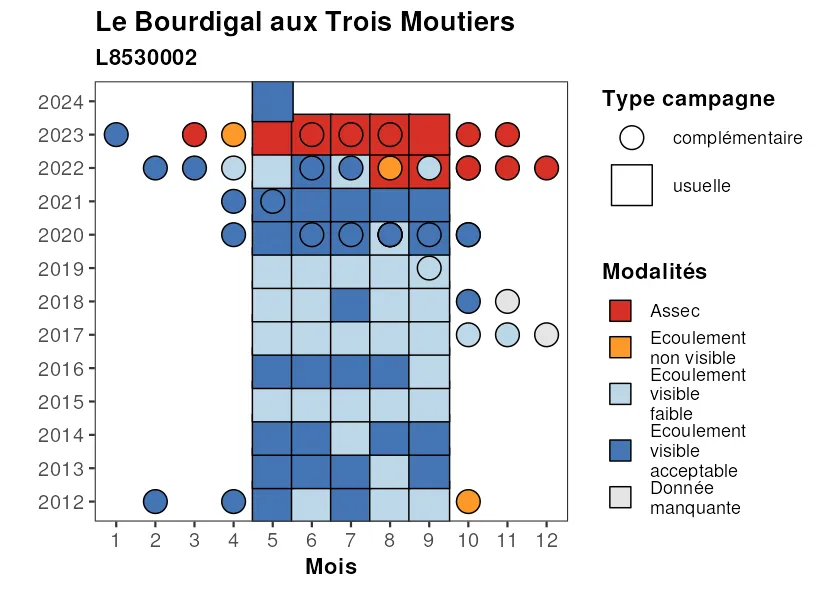 Le Bourdigal aux Trois Moutiers
L8530002
2024
2023
2022
2021
2020
2019
2018
2017
2016
2015
2014
2013
2012
1 2 3 4 5 6 7 8 9 10 11 12
Mois
Type campagne
complémentaire
usuelle
Modalités
Assec
Ecoulement
non visible
Ecoulement
visible
faible
Ecoulement
visible
acceptable
Donnée
manquante